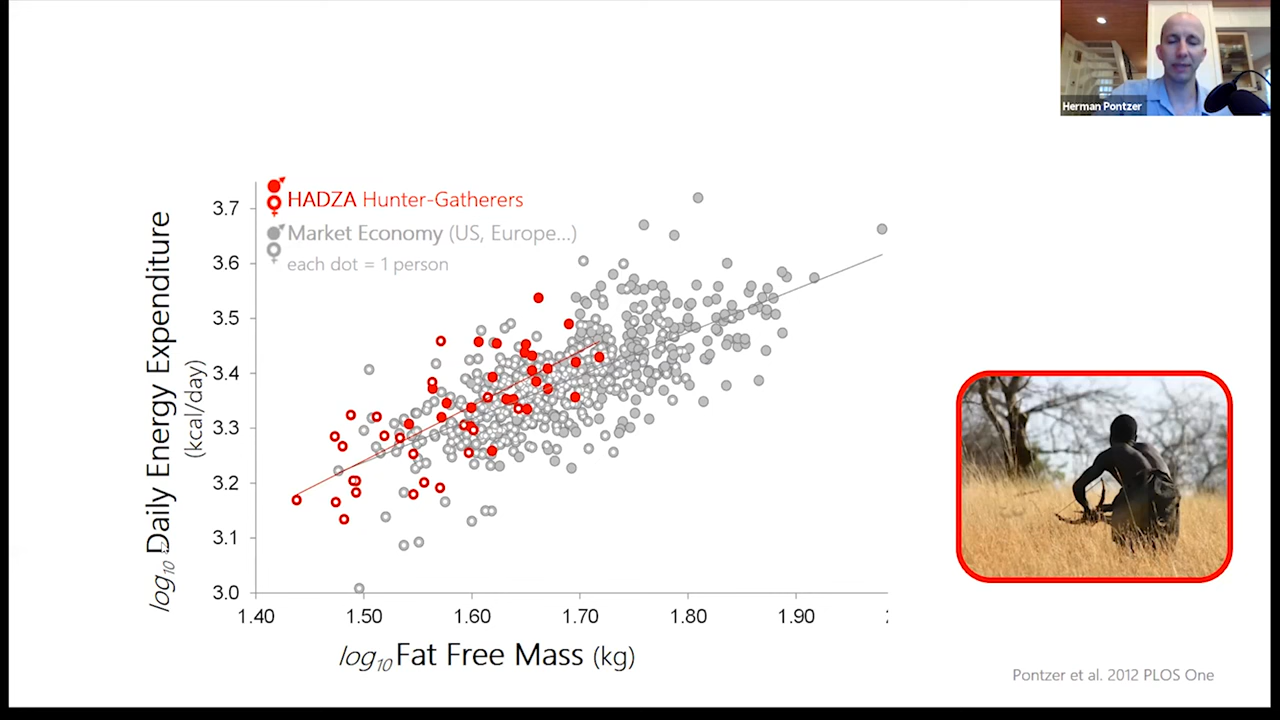 Herman Pontzer
HADZA Hunter-Gatherers
Market Economy (US, Europe...)
each dot = 1 person
log10 Daily Energy Expenditure
(kcal/day)
3.7
3.6
3.5
3.4
3.3
3.2
3.1
3.0
1.40 1.50 1.60 1.70 1.80 1.90
log10 Fat Free Mass (kg)
Pontzer et al. 2012 PLOS One